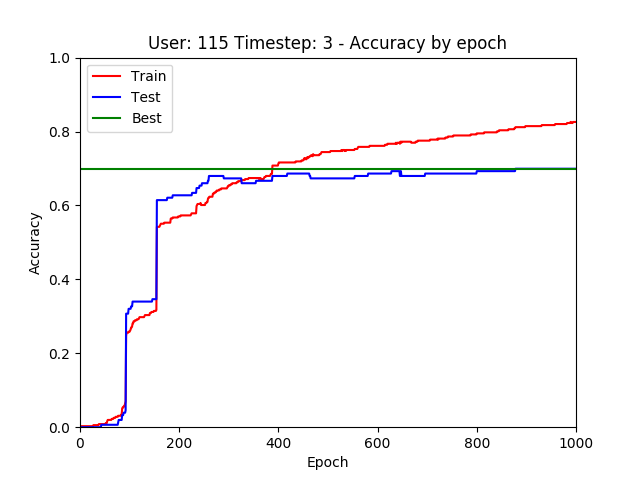 User: 115 Timestep: 3 - Accuracy by epoch
Train
Test
Best
1.0
0.8
0.6
0.4
0.2
0.0
Accuracy
0 200 400 600 800 1000
Epoch